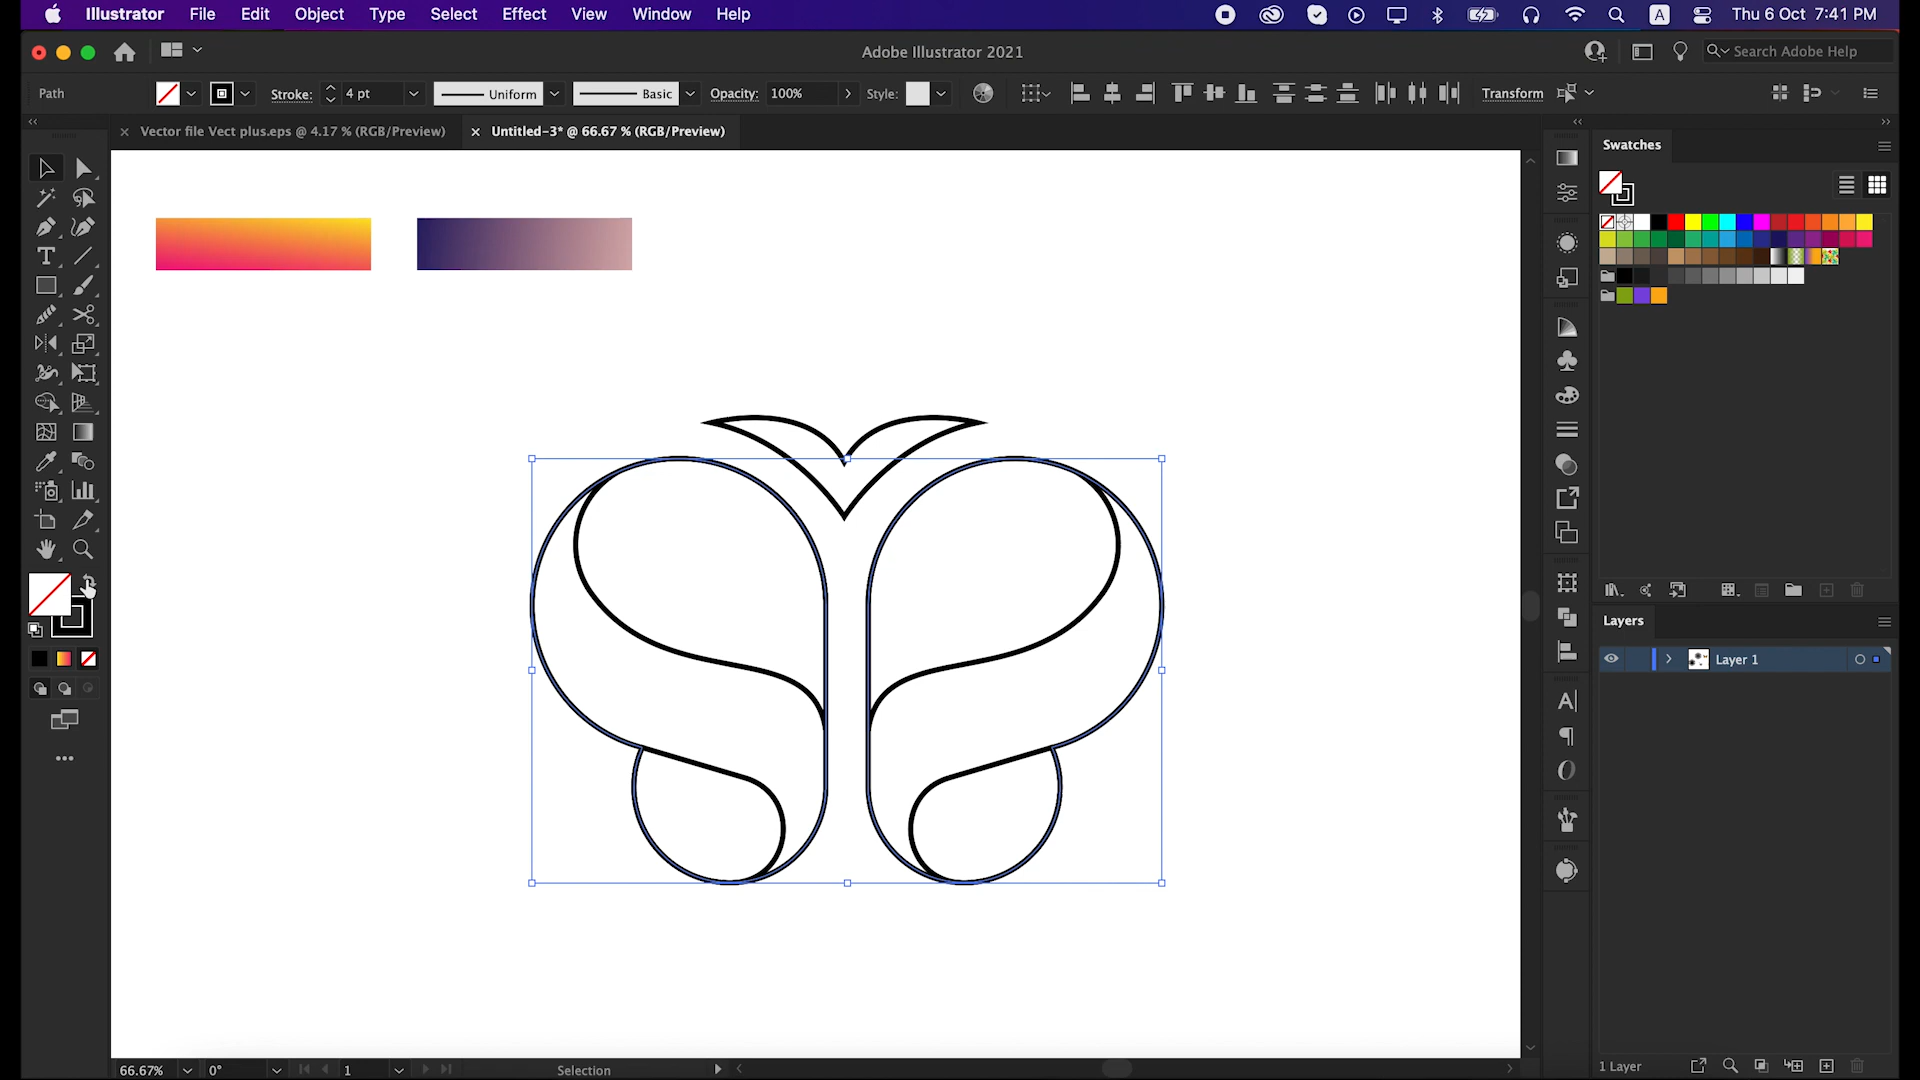 Illustrator File Edit Object Type Select Effect View Window Help A Thu 6 Oct 7:41 PM
Adobe Illustrator 2021 Search Adobe Help
Path Stroke: 4 pt Uniform Basic Opacity: 100% Style: Transform
Vector file Vect plus.eps @ 4.17 % (RGB/Preview) Untitled-3* @ 66.67 % (RGB/Preview)
Swatches
Layers
Layer 1
1 Layer
66.67% 0° 1 Selection